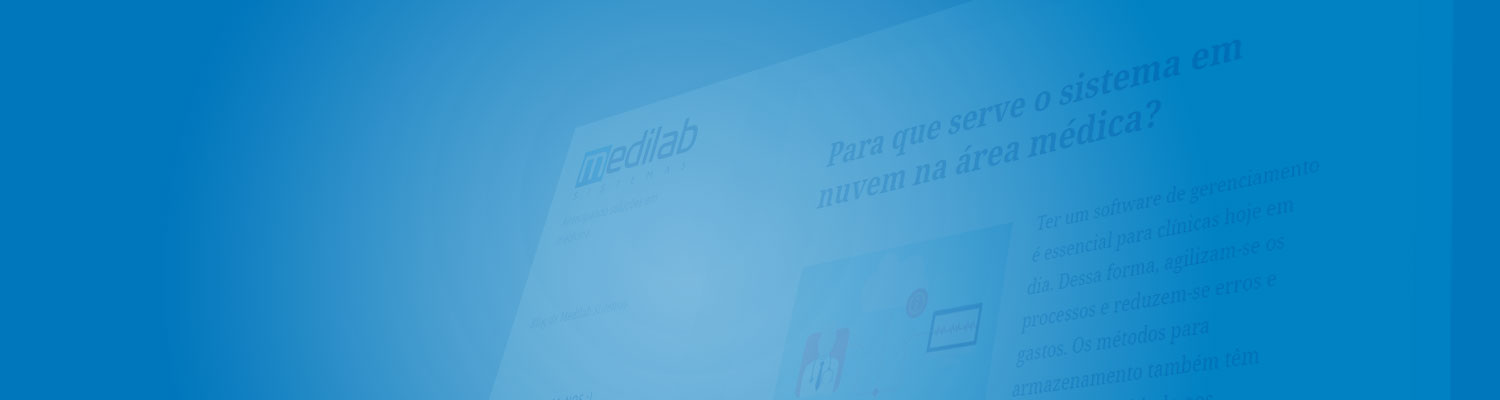 medilab
SISTEMAS
Para que serve o sistema em
nuvem na área médica?
Ter um software de gerenciamento
é essencial para clínicas hoje em
dia. Dessa forma, agilizam-se os
processos e reduzem-se erros e
gastos. Os métodos para
armazenamento também têm